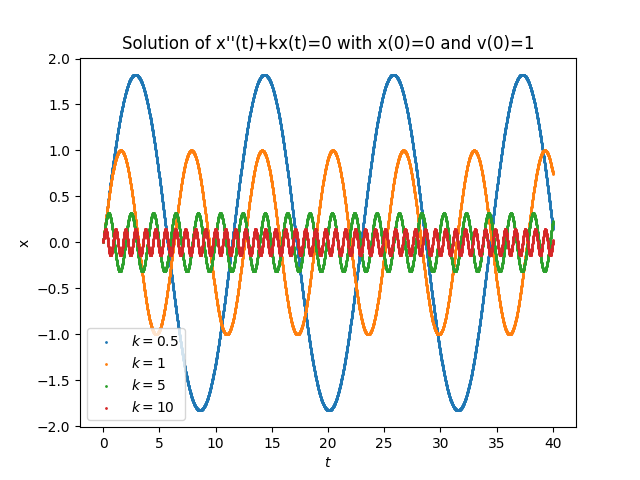 Solution of x''(t)+kx(t)=0 with x(0)=0 and v(0)=1
2.0
1.5
1.0
0.5
0.0
−0.5
−1.0
−1.5
−2.0
x
k = 0.5
k = 1
k = 5
k = 10
0 5 10 15 20 25 30 35 40
t